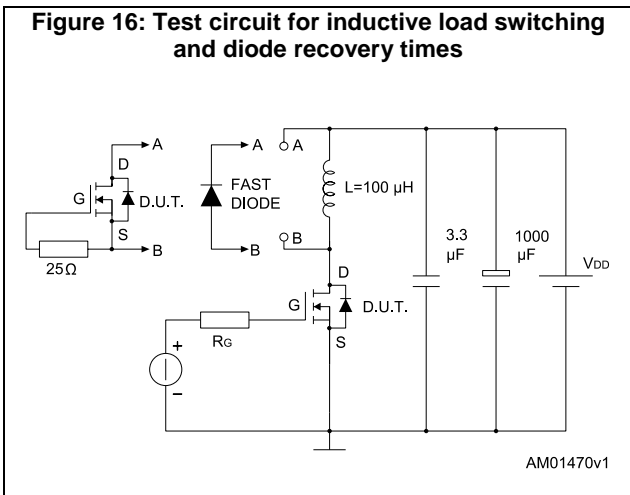 Figure 16: Test circuit for inductive load switching
and diode recovery times
A
D
G
D.U.T.
S
B
25Ω
A
FAST
DIODE
B
A
L=100 µH
B
D
G
D.U.T.
S
RG
+
–
3.3
µF
1000
µF
VDD
AM01470v1